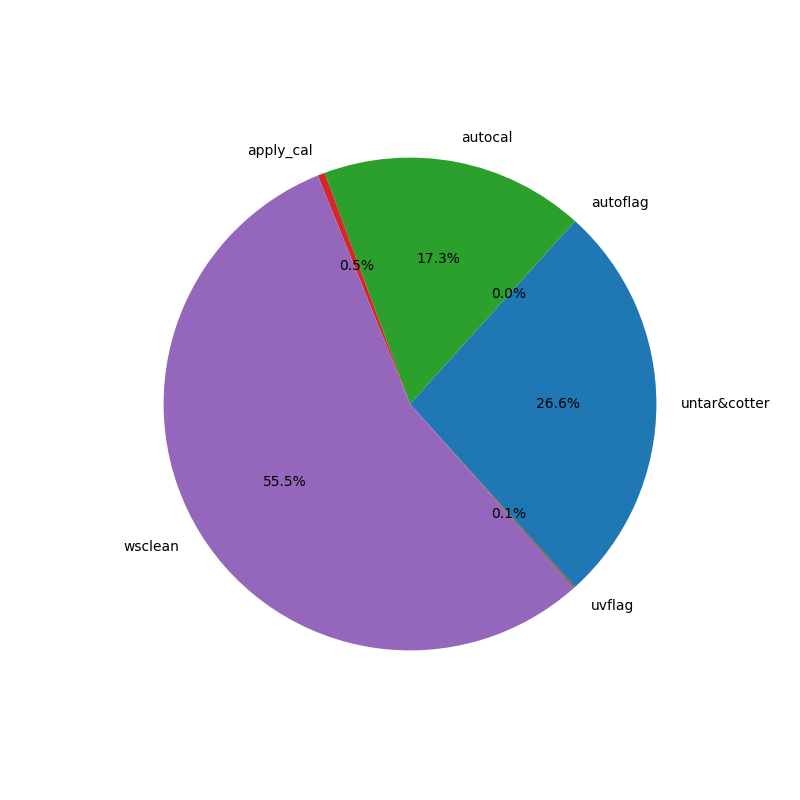 autocal
apply_cal
autoflag
17.3%
0.5%
0.0%
26.6%
untar&cotter
55.5%
0.1%
wsclean
uvflag